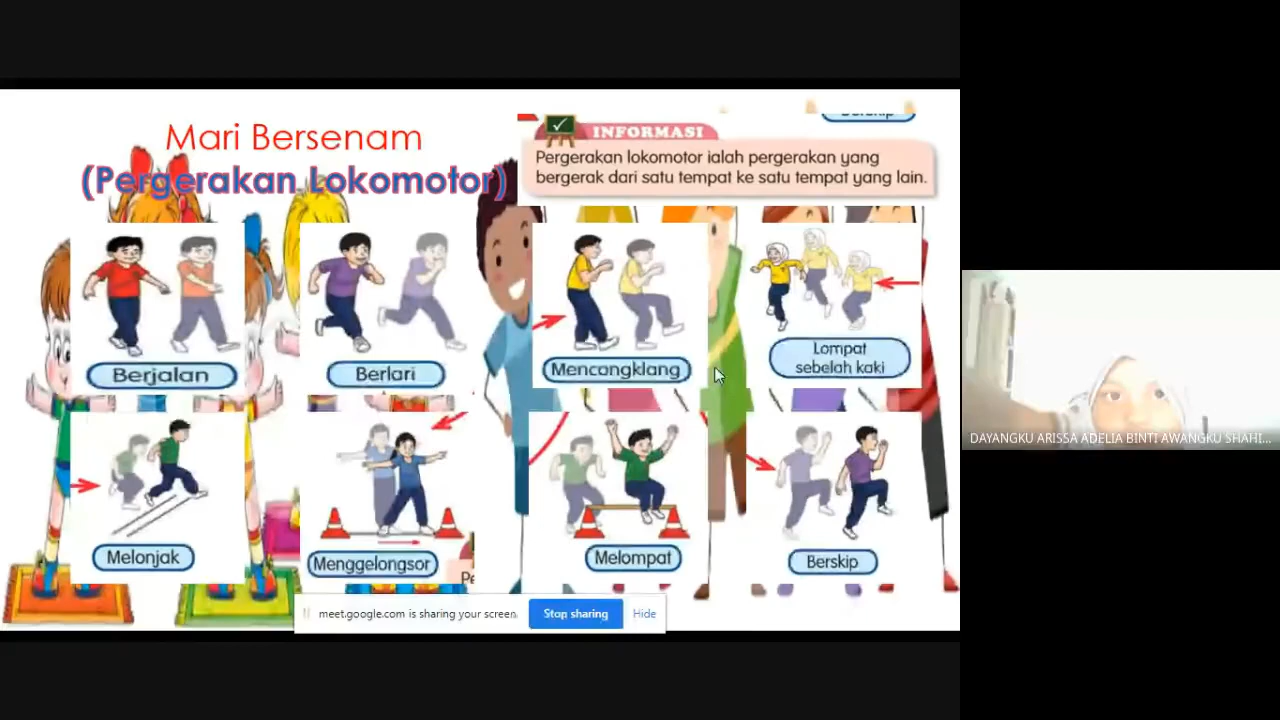 Mari Bersenam
(Pergerakan Lokomotor)
INFORMASI
Pergerakan lokomotor ialah pergerakan yang
bergerak dari satu tempat ke satu tempat yang lain.
Berjalan
Berlari
Mencongklang
Lompat
sebelah kaki
Melonjak
Menggelongsor
Melompat
Berskip
Pe
meet.google.com is sharing your screen.
Stop sharing
Hide
DAYANGKU ARISSA ADELIA BINTI AWANGKU SHAHI...